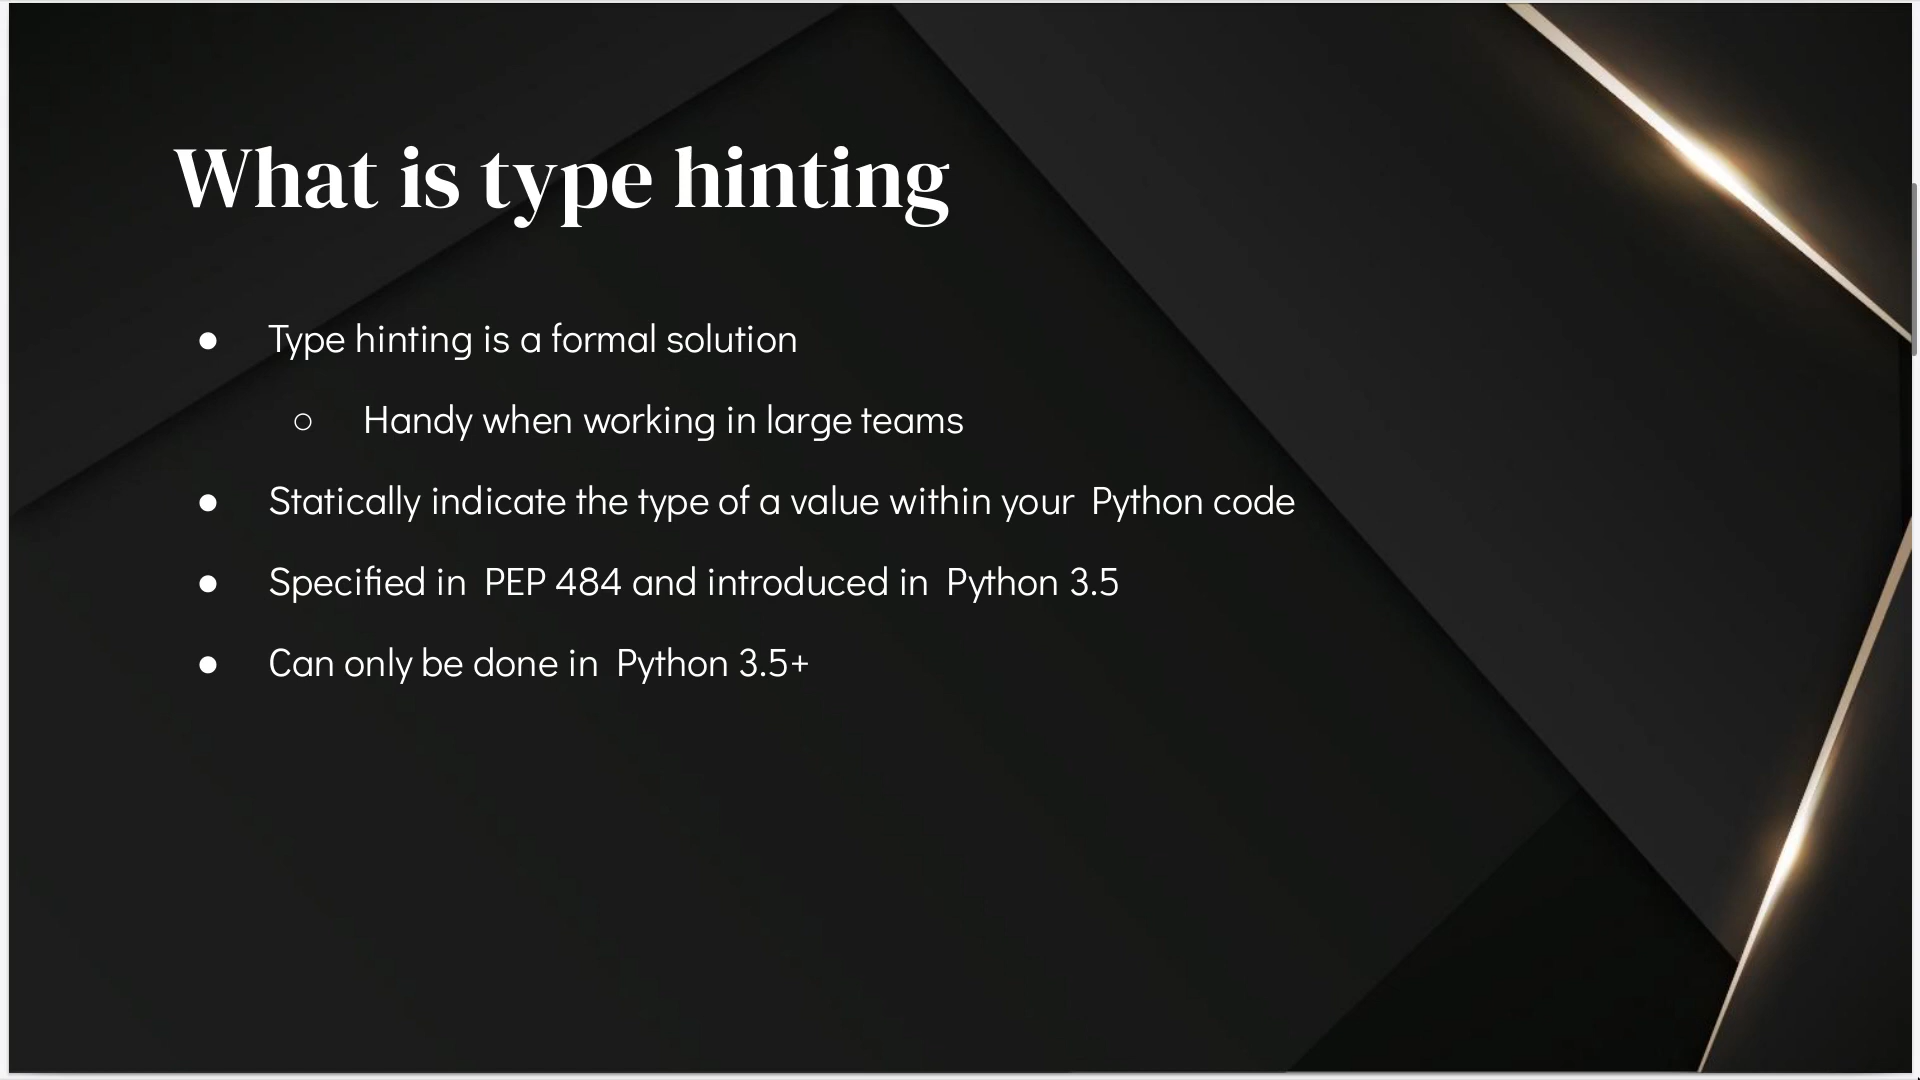 What is type hinting
● Type hinting is a formal solution
○ Handy when working in large teams
● Statically indicate the type of a value within your Python code
● Specified in PEP 484 and introduced in Python 3.5
● Can only be done in Python 3.5+